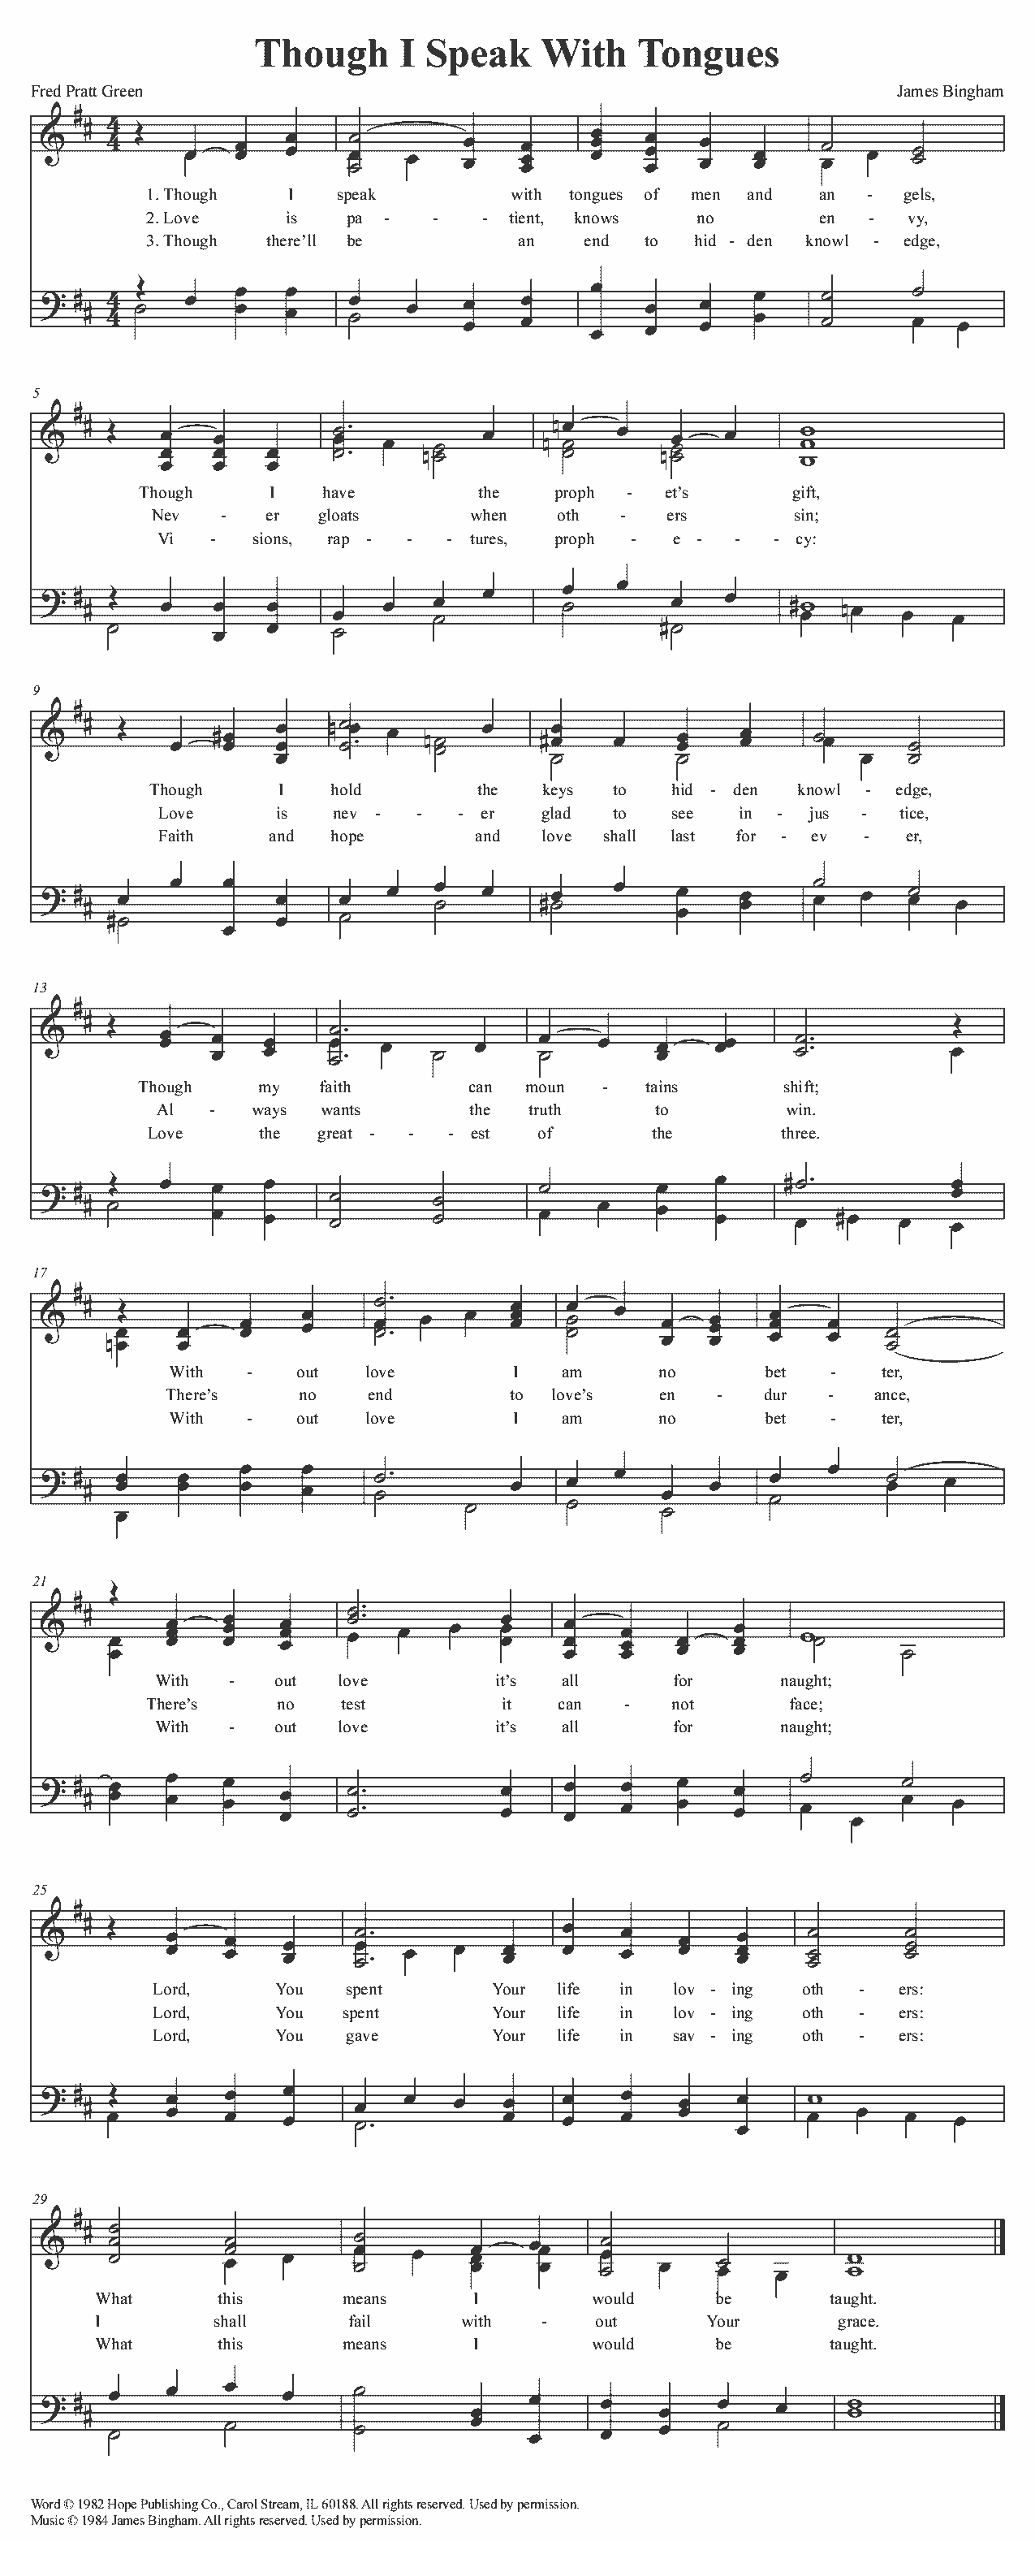 Though I Speak With Tongues
Fred Pratt Green
James Bingham
1. Though I speak with tongues of men and an - gels,
2. Love is pa - - - tient, knows no en - vy,
3. Though there'll be an end to hid - den knowl - edge,
5
Though I have the proph - et's gift,
Nev - er gloats when oth - ers sin;
Vi - sions, rap - - - tures, proph - e - - - cy:
9
Though I hold the keys to hid - den knowl - edge,
Love is nev - - - er glad to see in - jus - tice,
Faith and hope and love shall last for - ev - er,
13
Though my faith can moun - tains shift;
Al - ways wants the truth to win.
Love the great - - - est of the three.
17
With - out love I am no bet - ter,
There's no end to love's en - dur - ance,
With - out love I am no bet - ter,
21
With - out love it's all for naught;
There's no test it can - not face;
With - out love it's all for naught;
25
Lord, You spent Your life in lov - ing oth - ers:
Lord, You spent Your life in lov - ing oth - ers:
Lord, You gave Your life in sav - ing oth - ers:
29
What this means I would be taught.
I shall fail with - out Your grace.
What this means I would be taught.
Word © 1982 Hope Publishing Co., Carol Stream, IL 60188. All rights reserved. Used by permission.
Music © 1984 James Bingham. All rights reserved. Used by permission.